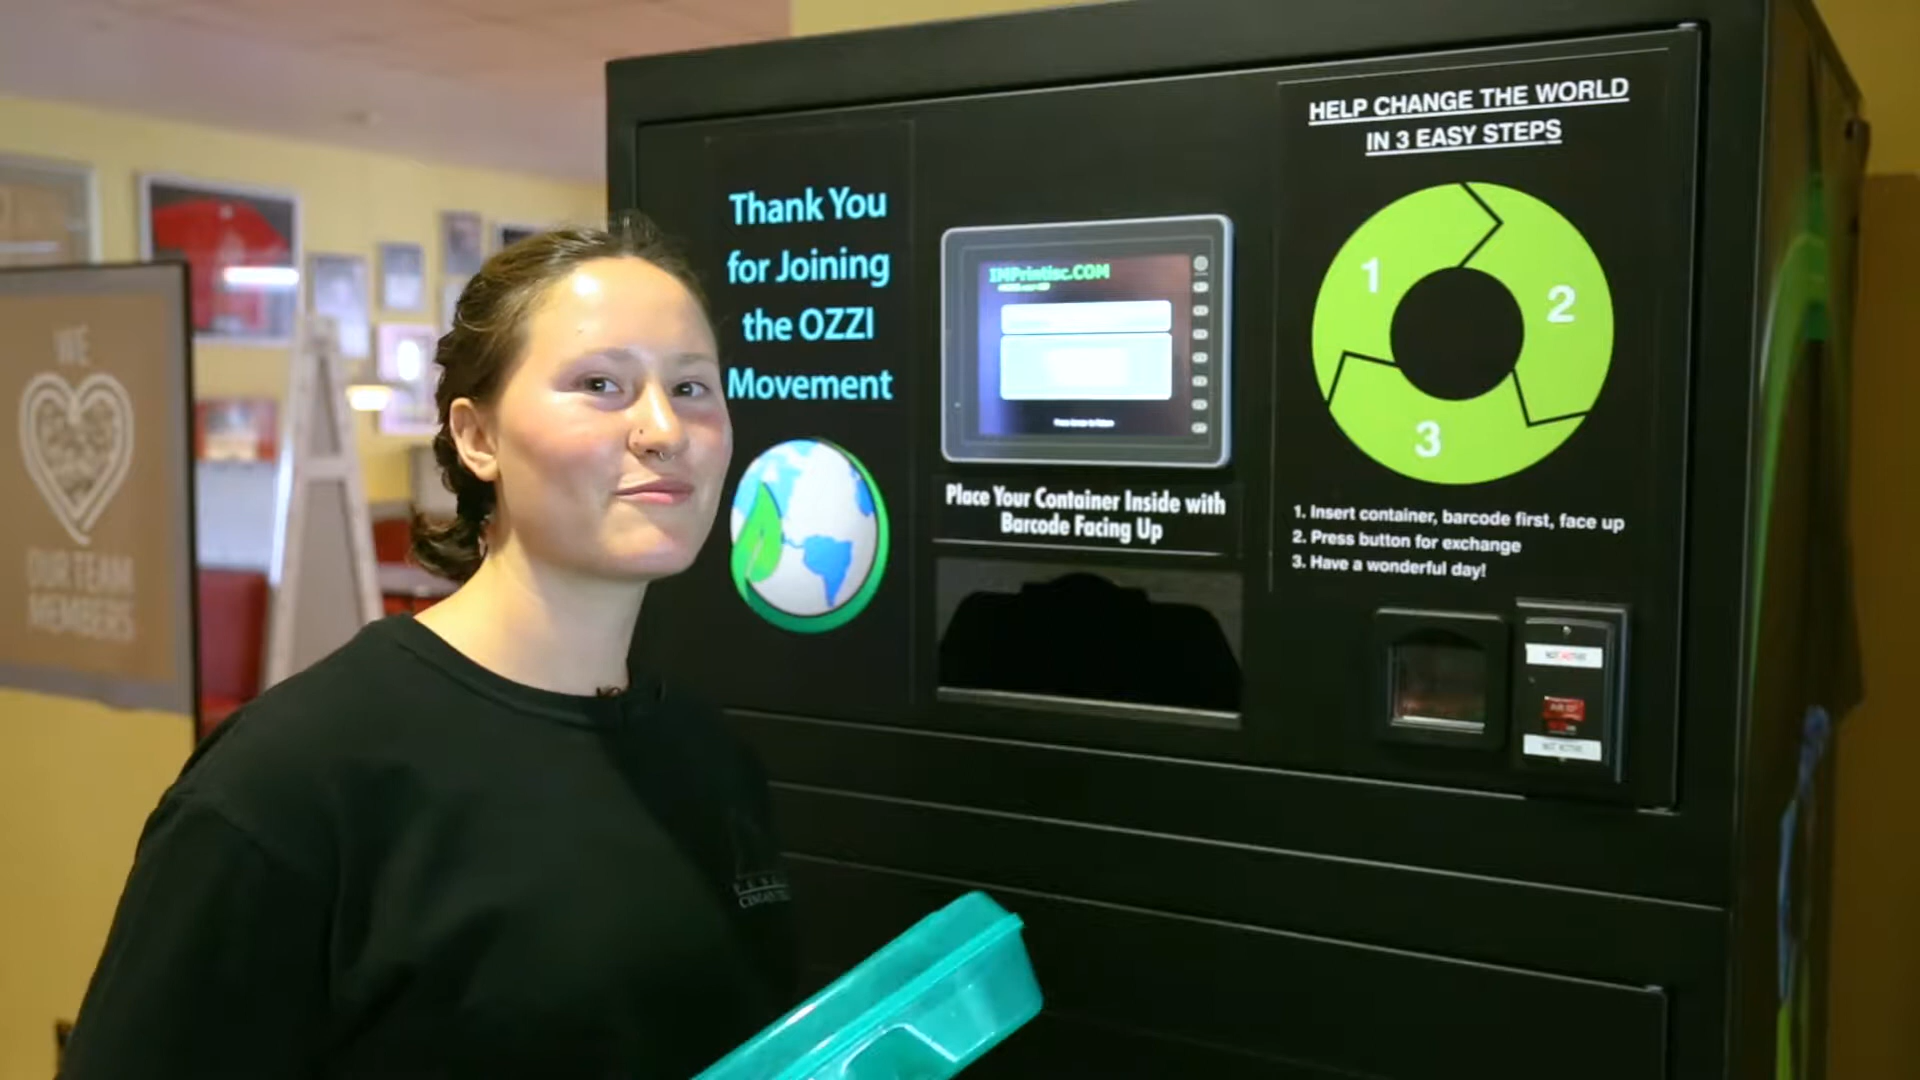 WE
OUR TEAM
MEMBERS
Thank You
for Joining
the OZZI
Movement
IMPrintisc.COM
Place Your Container Inside with
Barcode Facing Up
HELP CHANGE THE WORLD
IN 3 EASY STEPS
1
2
3
1. Insert container, barcode first, face up
2. Press button for exchange
3. Have a wonderful day!
NOT ACTIVE